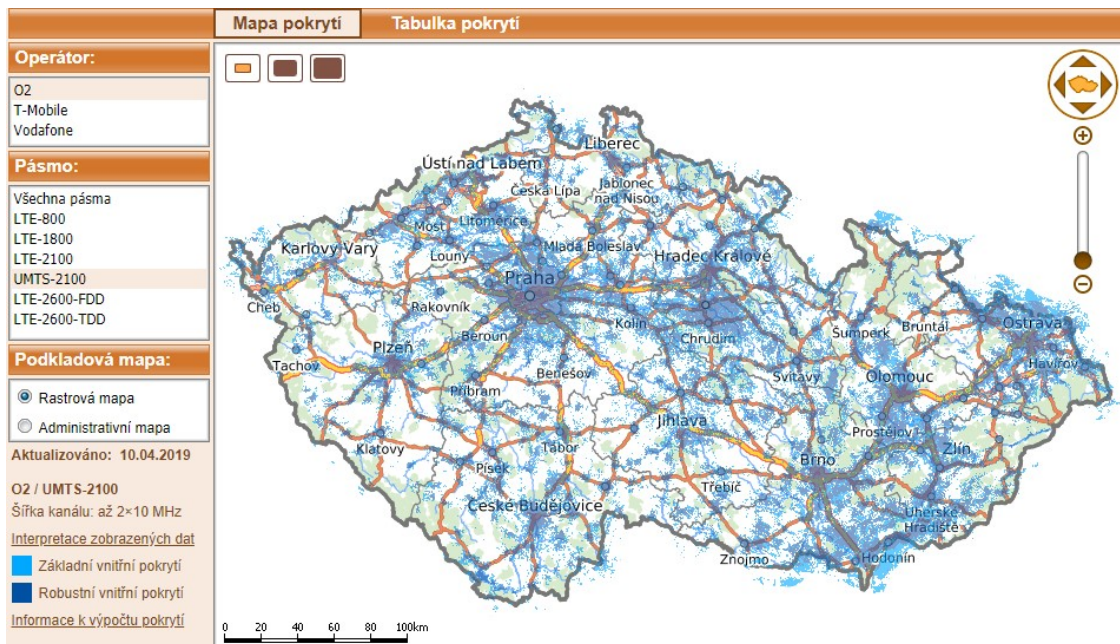 Mapa pokrytí
Tabulka pokrytí
Operátor:
O2
T-Mobile
Vodafone
Pásmo:
Všechna pásma
LTE-800
LTE-1800
LTE-2100
UMTS-2100
LTE-2600-FDD
LTE-2600-TDD
Podkladová mapa:
Rastrová mapa
Administrativní mapa
Aktualizováno: 10.04.2019
O2 / UMTS-2100
Šířka kanálu: až 2×10 MHz
Interpretace zobrazených dat
Základní vnitřní pokrytí
Robustní vnitřní pokrytí
Informace k výpočtu pokrytí
Liberec
Ústí nad Labem
Česká Lípa
Jablonec
nad Nisou
Litoměřice
Most
Karlovy Vary
Louny
Mladá Boleslav
Hradec Králové
Praha
Cheb
Rakovník
Kolín
Beroun
Chrudim
Šumperk
Bruntál
Ostrava
Plzeň
Tachov
Benešov
Svitavy
Olomouc
Havířov
Příbram
Jihlava
Prostějov
Klatovy
Tábor
Zlín
Písek
Brno
Třebíč
České Budějovice
Uherské
Hradiště
Znojmo
Hodonín
0 20 40 60 80 100km